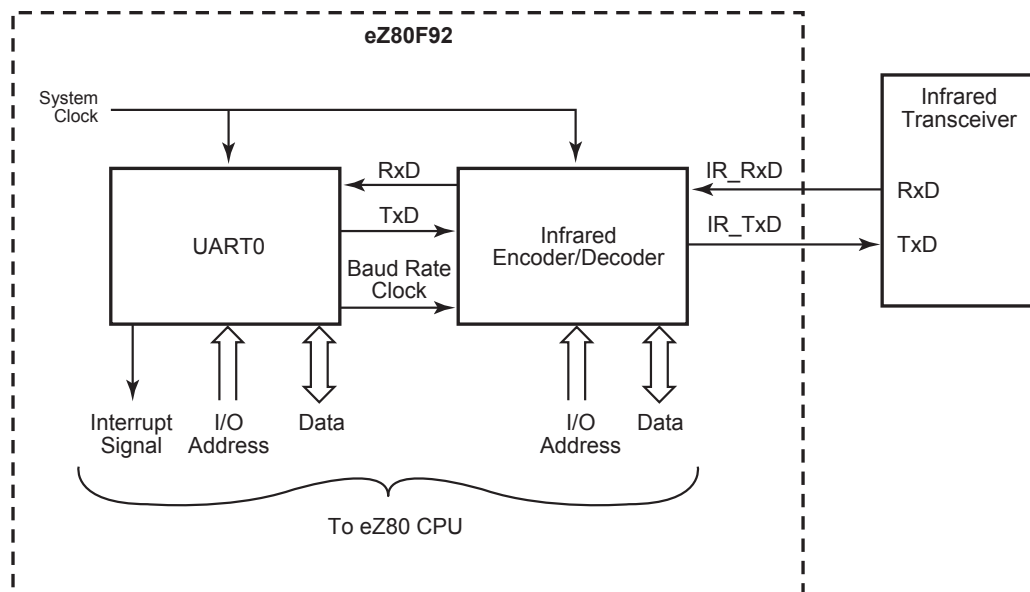 eZ80F92
System
Clock
Infrared
Transceiver
RxD
TxD
Baud Rate
Clock
UART0
Infrared
Encoder/Decoder
IR_RxD
IR_TxD
RxD
TxD
Interrupt
Signal
I/O
Address
Data
I/O
Address
Data
To eZ80 CPU